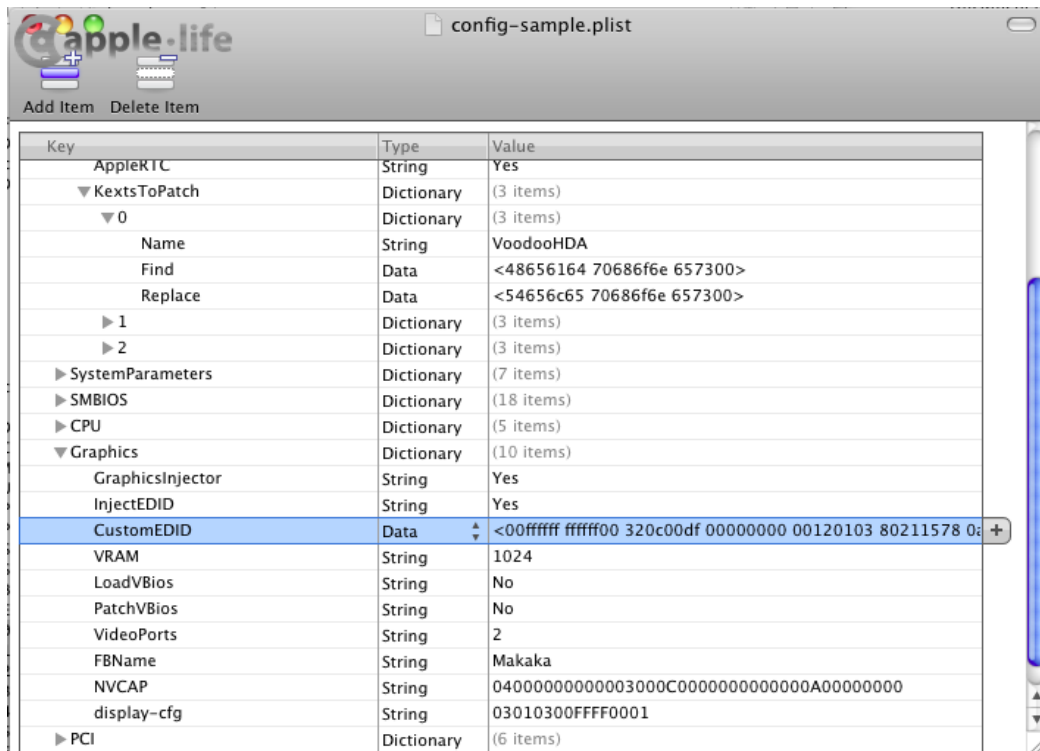 config-sample.plist
apple·life
Add Item Delete Item
Key Type Value
AppleRTC String Yes
KextsToPatch Dictionary (3 items)
0 Dictionary (3 items)
Name String VoodooHDA
Find Data <48656164 70686f6e 657300>
Replace Data <54656c65 70686f6e 657300>
1 Dictionary (3 items)
2 Dictionary (3 items)
SystemParameters Dictionary (7 items)
SMBIOS Dictionary (18 items)
CPU Dictionary (5 items)
Graphics Dictionary (10 items)
GraphicsInjector String Yes
InjectEDID String Yes
CustomEDID Data <00ffffff ffffff00 320c00df 00000000 00120103 80211578 0a
VRAM String 1024
LoadVBios String No
PatchVBios String No
VideoPorts String 2
FBName String Makaka
NVCAP String 04000000000003000C0000000000000A00000000
display-cfg String 03010300FFFF0001
PCI Dictionary (6 items)